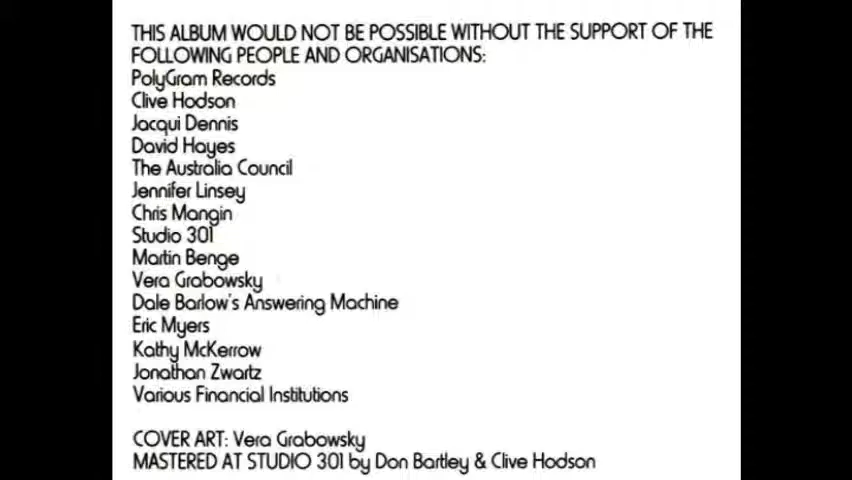 THIS ALBUM WOULD NOT BE POSSIBLE WITHOUT THE SUPPORT OF THE
FOLLOWING PEOPLE AND ORGANISATIONS:
PolyGram Records
Clive Hodson
Jacqui Dennis
David Hayes
The Australia Council
Jennifer Linsey
Chris Mangin
Studio 301
Martin Benge
Vera Grabowsky
Dale Barlow's Answering Machine
Eric Myers
Kathy McKerrow
Jonathan Zwartz
Various Financial Institutions
COVER ART: Vera Grabowsky
MASTERED AT STUDIO 301 by Don Bartley & Clive Hodson